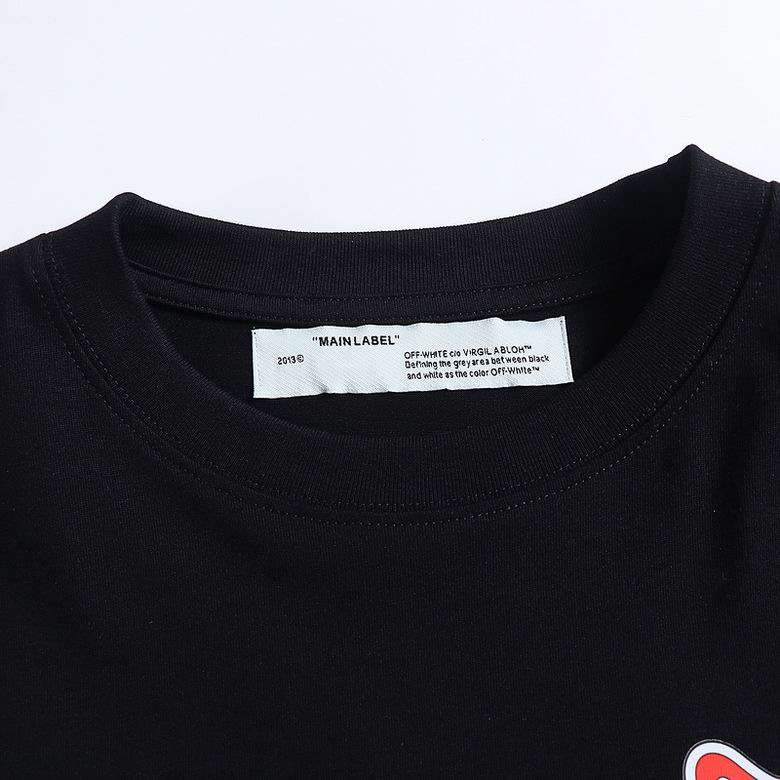 "MAIN LABEL"
2013©
OFF-WHITE c/o VIRGIL ABLOH™
Defining the grey area between black
and white as the color Off-White™